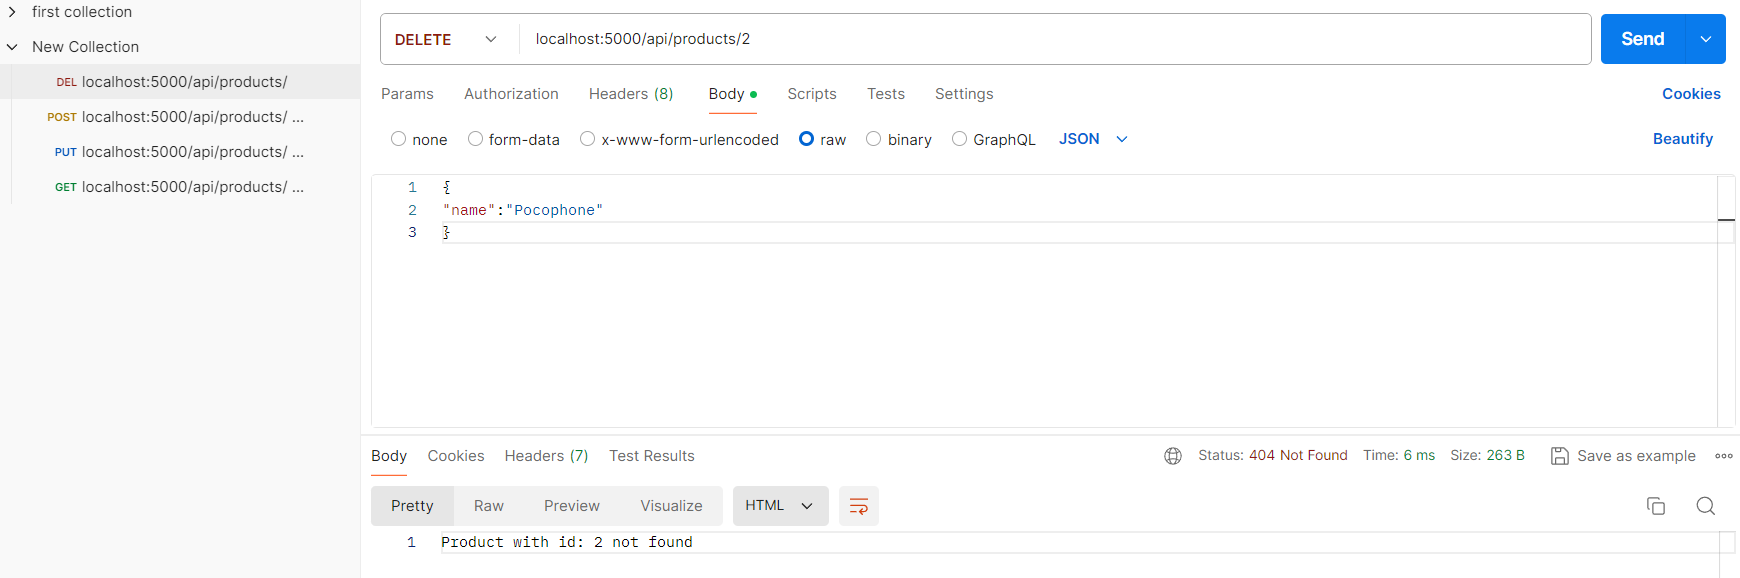 first collection
New Collection
DEL localhost:5000/api/products/
POST localhost:5000/api/products/ ...
PUT localhost:5000/api/products/ ...
GET localhost:5000/api/products/ ...
DELETE localhost:5000/api/products/2 Send
Params Authorization Headers (8) Body Scripts Tests Settings Cookies
none form-data x-www-form-urlencoded raw binary GraphQL JSON Beautify
1 {
2 "name":"Pocophone"
3 }
Body Cookies Headers (7) Test Results Status: 404 Not Found Time: 6 ms Size: 263 B Save as example
Pretty Raw Preview Visualize HTML
1 Product with id: 2 not found